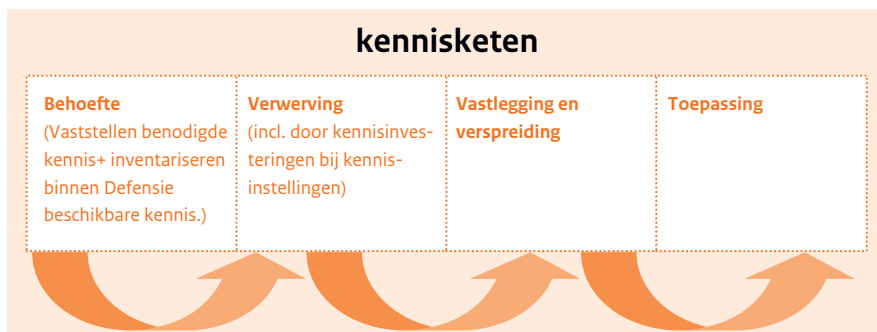 kennisketen
Behoefte
(Vaststellen benodigde
kennis+ inventariseren
binnen Defensie
beschikbare kennis.)
Verwerving
(incl. door kennisinves-
teringen bij kennis-
instellingen)
Vastlegging en
verspreiding
Toepassing